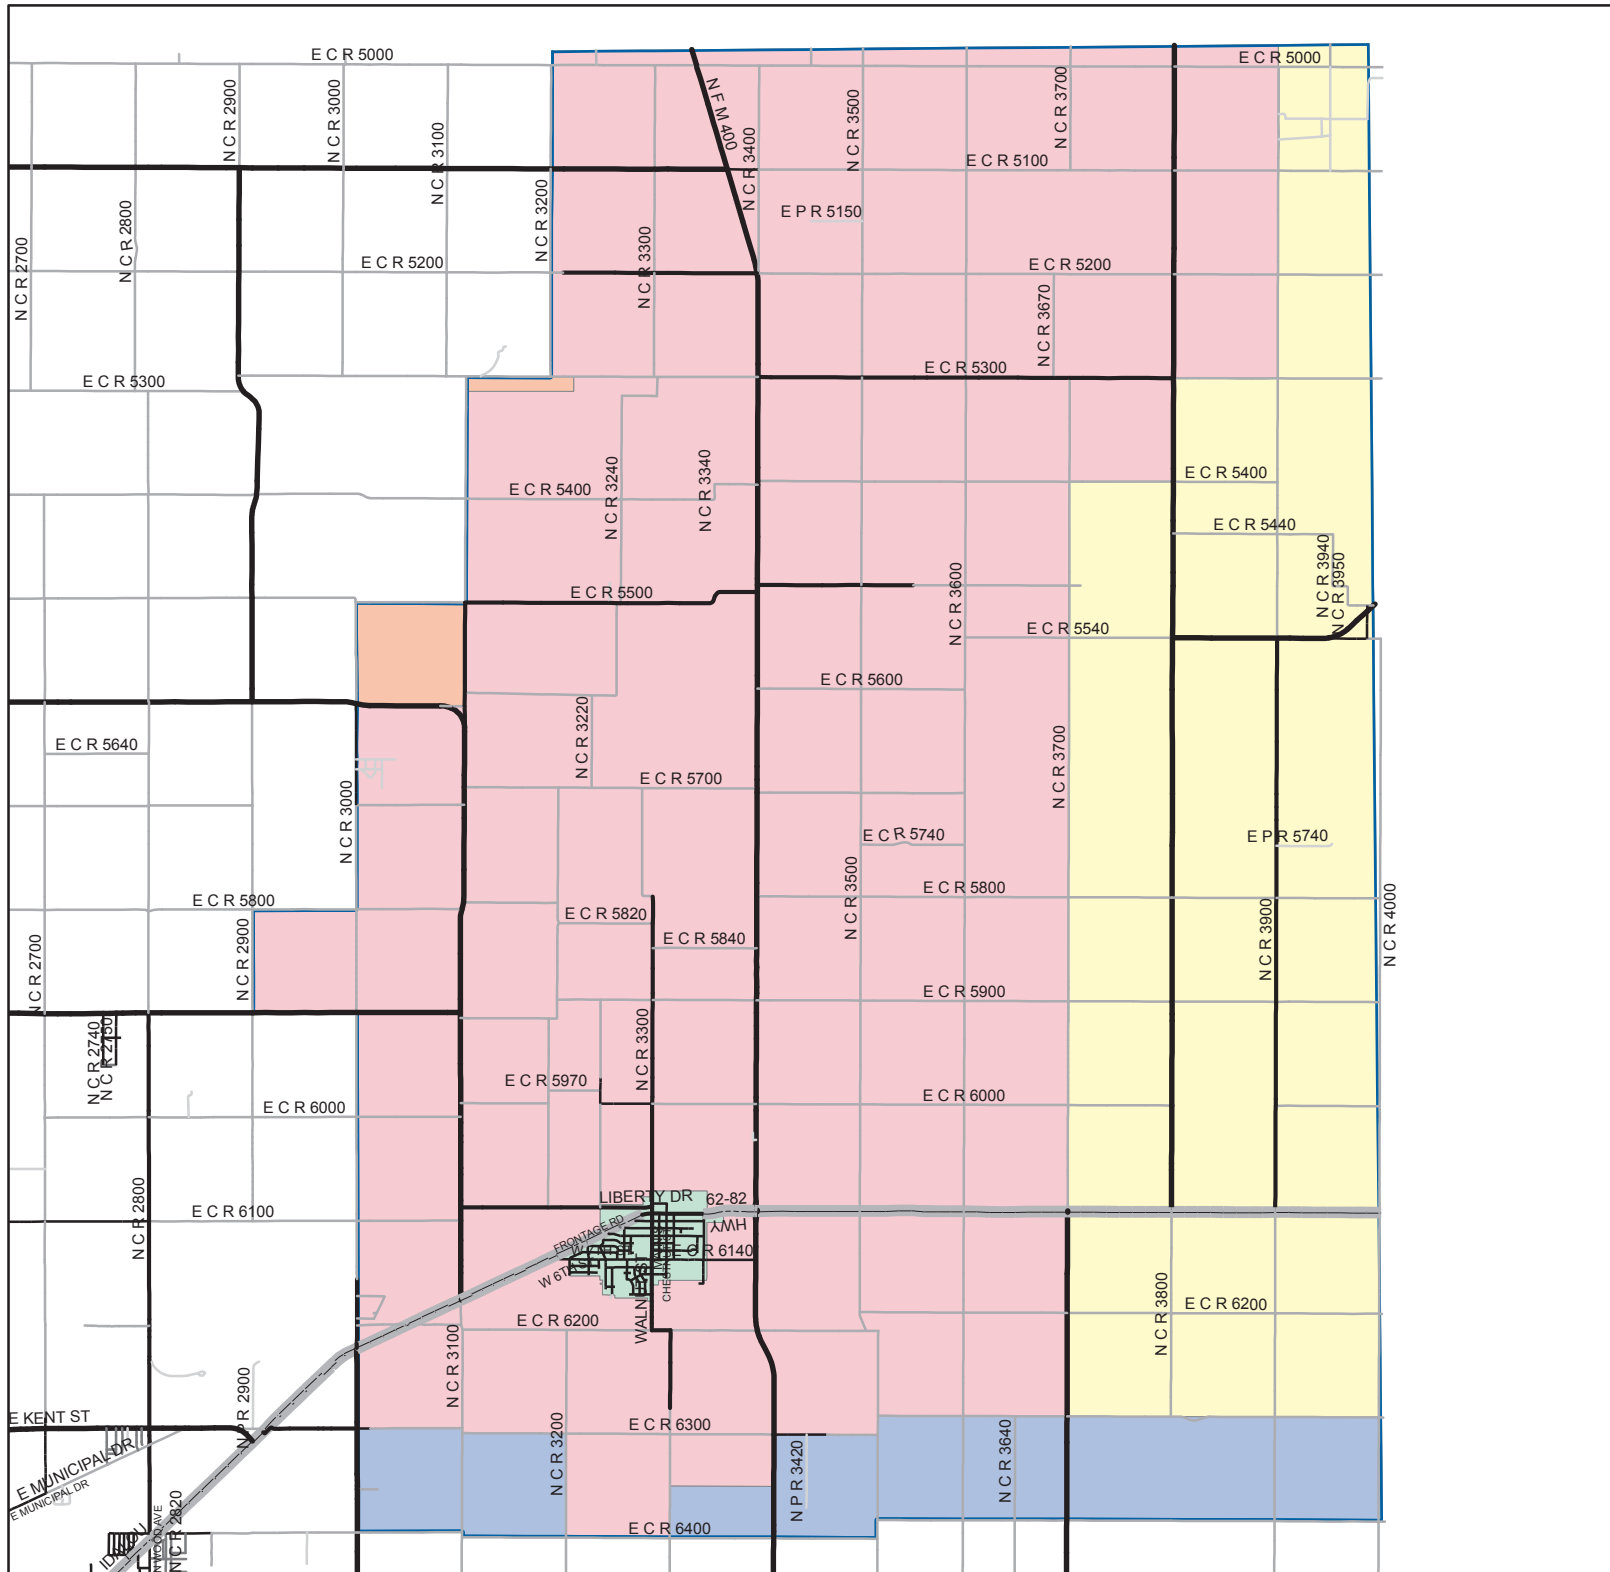 E C R 5000
E C R 5000
N C R 2900
N C R 3000
N C R 3100
N F M 400
N C R 3400
N C R 3500
N C R 3700
E C R 5100
N C R 2700
N C R 2800
N C R 3200
N C R 3300
E P R 5150
E C R 5200
E C R 5200
N C R 3670
E C R 5300
E C R 5300
E C R 5400
N C R 3240
N C R 3340
E C R 5400
E C R 5440
N C R 3940
N C R 3950
E C R 5500
N C R 3600
E C R 5540
E C R 5600
N C R 3220
N C R 3700
E C R 5640
E C R 5700
N C R 3000
E C R 5740
E P R 5740
N C R 3500
E C R 5800
E C R 5800
E C R 5820
E C R 5840
N C R 2700
N C R 2900
N C R 3900
N C R 4000
E C R 5900
N C R 2740
N C R 2750
N C R 3300
E C R 5970
E C R 6000
E C R 6000
N C R 2800
E C R 6100
LIBERTY DR
62-82
HWY
FRONTAGE RD
E C R 6140
W 6TH
N C R 3800
E C R 6200
E C R 6200
N C R 3100
N P R 2900
E KENT ST
E C R 6300
N C R 3200
N P R 3420
N C R 3640
E MUNICIPAL DR
E MUNICIPAL DR
N C R 2820
E C R 6400